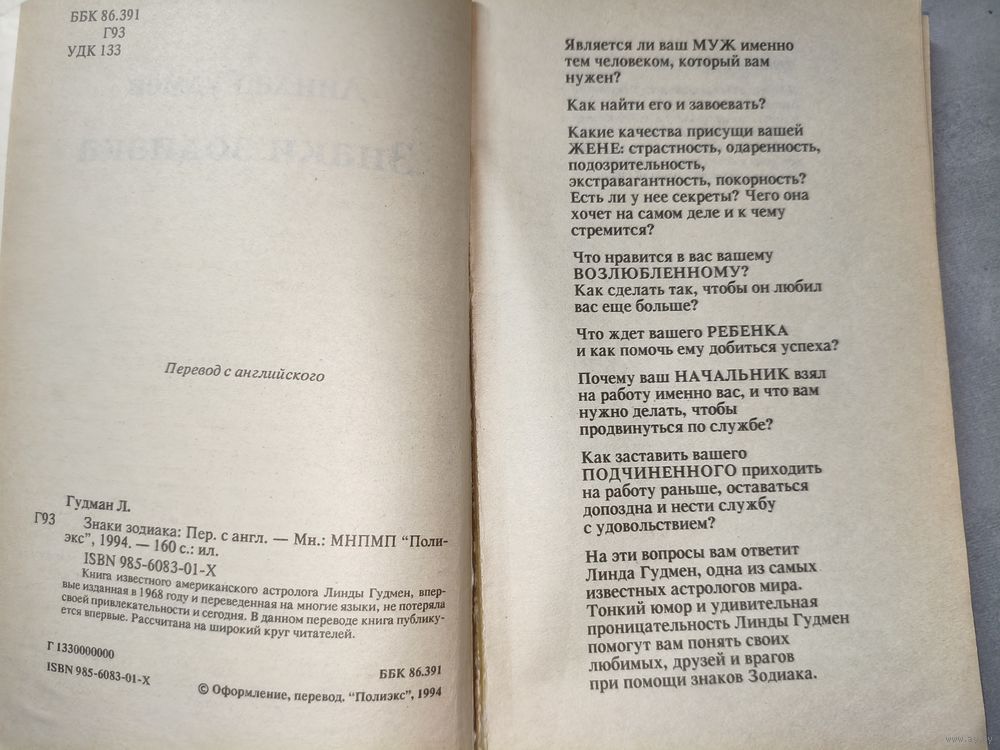 ББК 86.391
Г93
УДК 133
Перевод с английского
Гудман Л.
Г93 Знаки зодиака: Пер. с англ. — Мн.: МНПМП “Поли-
экс”, 1994. — 160 с.: ил.
ISBN 985-6083-01-X
Книга известного американского астролога Линды Гудмен, впер-
вые изданная в 1968 году и переведенная на многие языки, не потеряла
своей привлекательности и сегодня. В данном переводе книга публику-
ется впервые. Рассчитана на широкий круг читателей.
Г 1330000000
ISBN 985-6083-01-X
ББК 86.391
© Оформление, перевод. “Полиэкс”, 1994
Является ли ваш МУЖ именно
тем человеком, который вам
нужен?
Как найти его и завоевать?
Какие качества присущи вашей
ЖЕНЕ: страстность, одаренность,
подозрительность,
экстравагантность, покорность?
Есть ли у нее секреты? Чего она
хочет на самом деле и к чему
стремится?
Что нравится в вас вашему
ВОЗЛЮБЛЕННОМУ?
Как сделать так, чтобы он любил
вас еще больше?
Что ждет вашего РЕБЕНКА
и как помочь ему добиться успеха?
Почему ваш НАЧАЛЬНИК взял
на работу именно вас, и что вам
нужно делать, чтобы
продвинуться по службе?
Как заставить вашего
ПОДЧИНЕННОГО приходить
на работу раньше, оставаться
допоздна и нести службу
с удовольствием?
На эти вопросы вам ответит
Линда Гудмен, одна из самых
известных астрологов мира.
Тонкий юмор и удивительная
проницательность Линды Гудмен
помогут вам понять своих
любимых, друзей и врагов
при помощи знаков Зодиака.